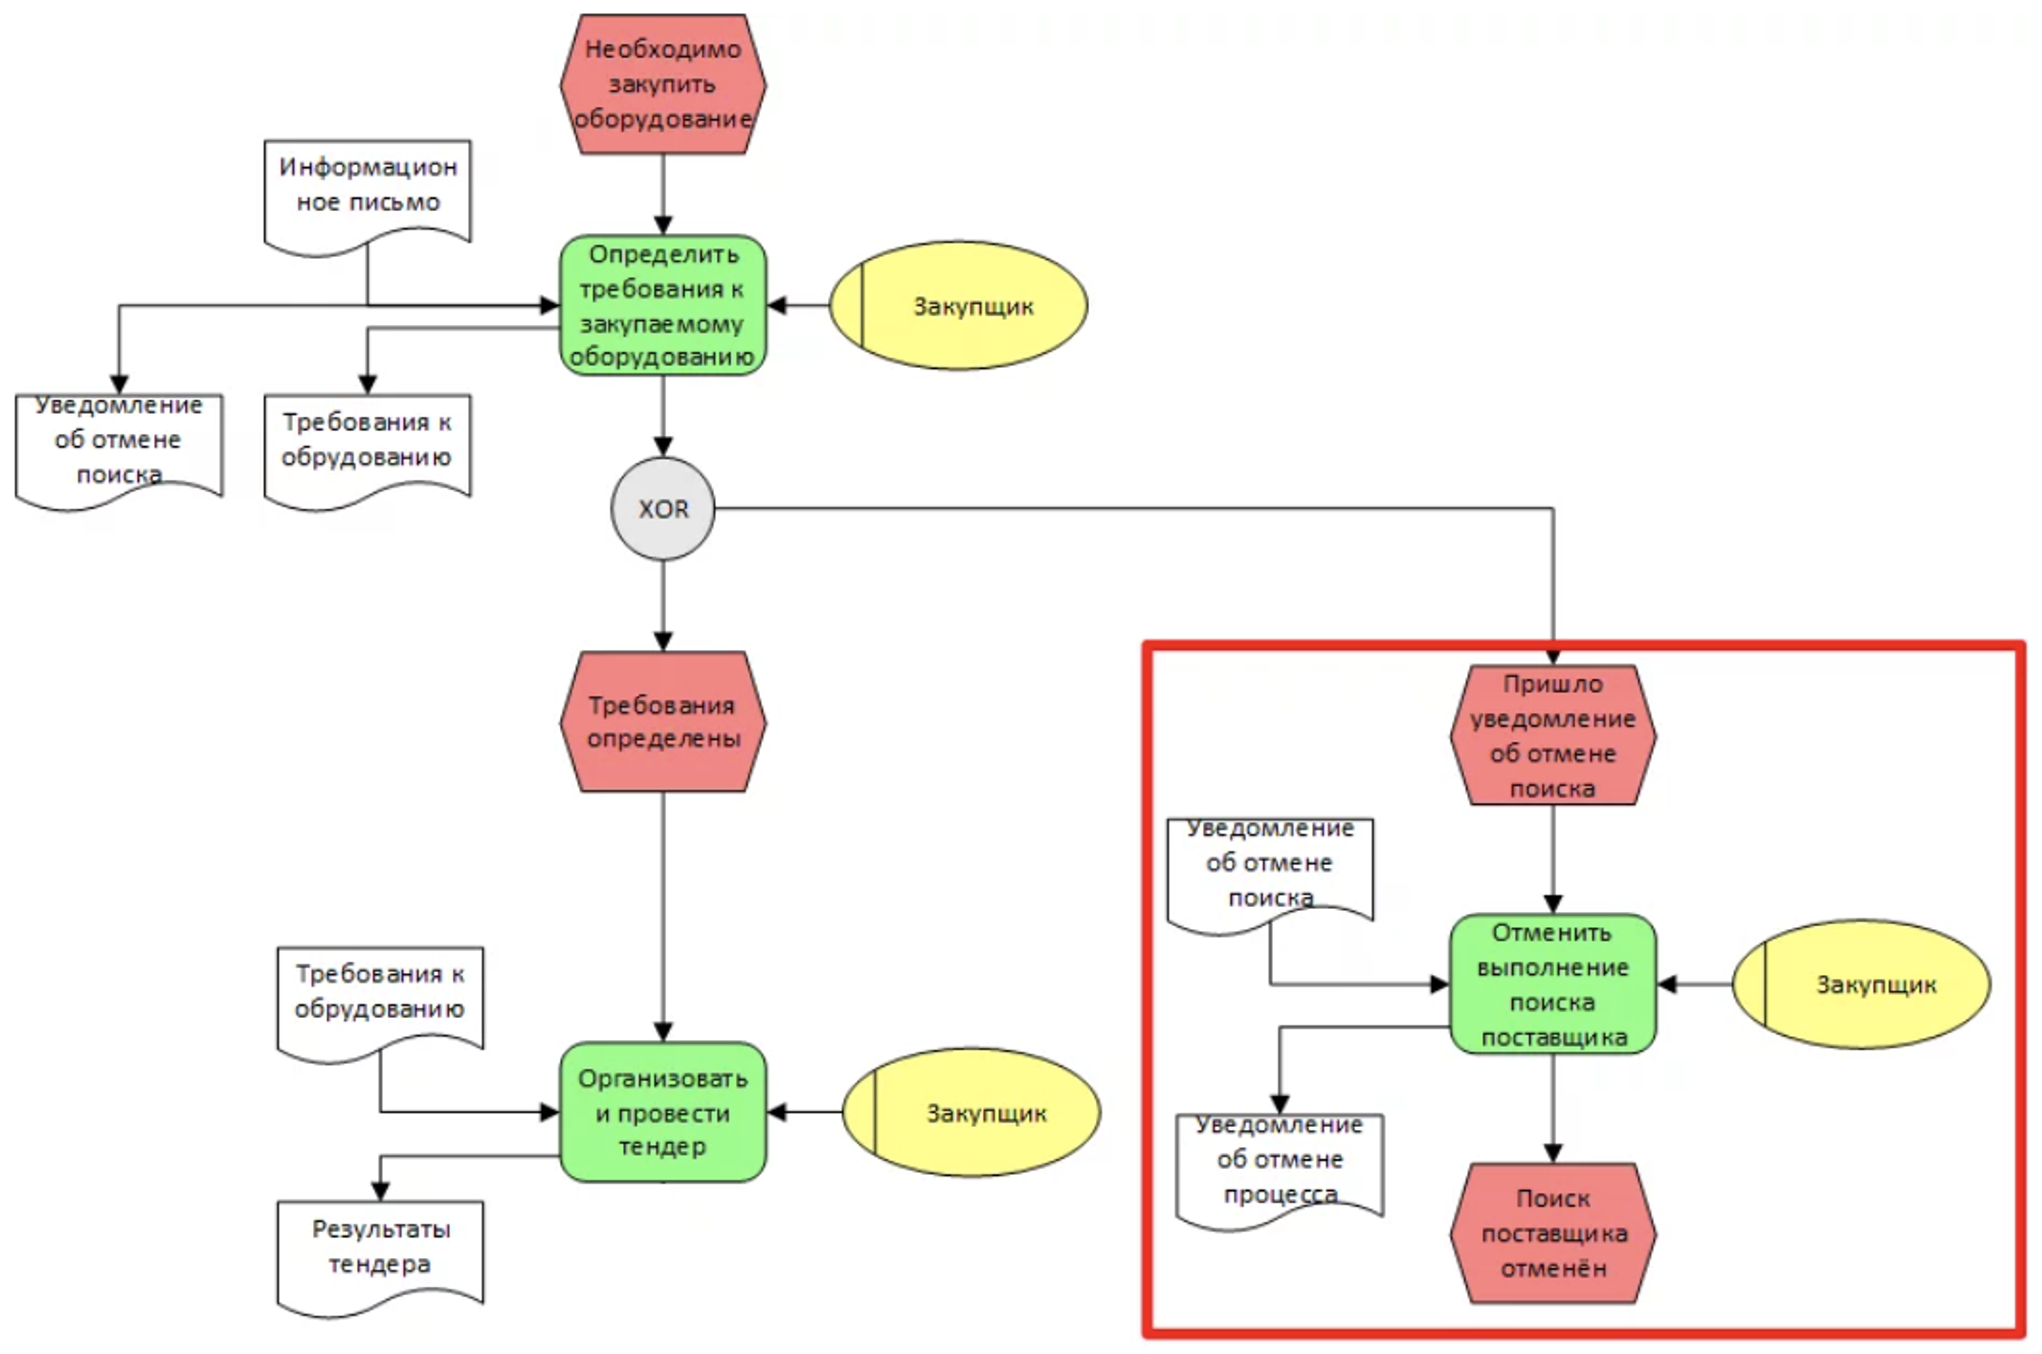 Необходимо
закупить
оборудование
Информацион
ное письмо
Определить
требования к
закупаемому
оборудованию
Закупщик
Уведомление
об отмене
поиска
Требования к
обрудованию
XOR
Требования
определены
Пришло
уведомление
об отмене
поиска
Уведомление
об отмене
поиска
Отменить
выполнение
поиска
поставщика
Закупщик
Требования к
обрудованию
Организовать
и провести
тендер
Закупщик
Уведомление
об отмене
процесса
Результаты
тендера
Поиск
поставщика
отменён